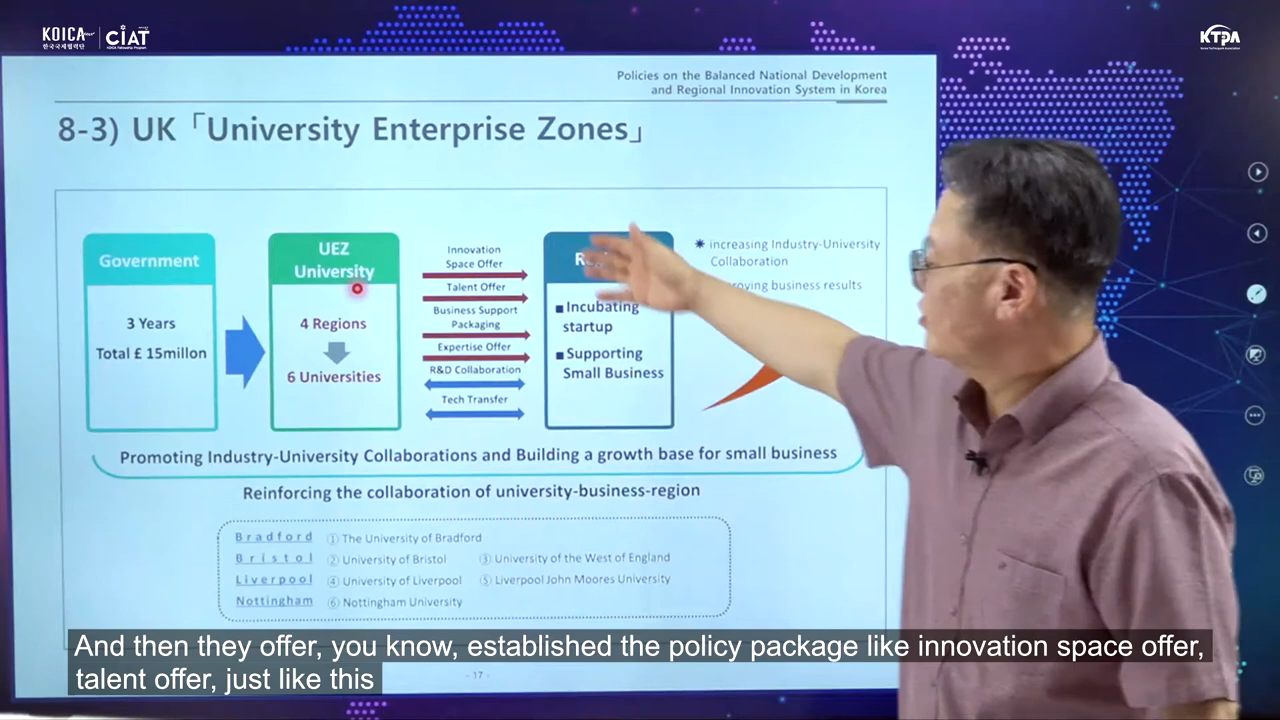 KOICA
한국국제협력단
CIAT
KOICA Fellowship Program
KTPA
Korea Technopark Association
Policies on the Balanced National Development
and Regional Innovation System in Korea
8-3) UK「University Enterprise Zones」
Government
3 Years
Total £ 15millon
UEZ
University
4 Regions
6 Universities
Innovation
Space Offer
Talent Offer
Business Support
Packaging
Expertise Offer
R&D Collaboration
Tech Transfer
■ Incubating
startup
■ Supporting
Small Business
✷ increasing Industry-University
Collaboration
business results
Promoting Industry-University Collaborations and Building a growth base for small business
Reinforcing the collaboration of university-business-region
Bradford ① The University of Bradford
Bristol ② University of Bristol ③ University of the West of England
Liverpool ④ University of Liverpool ⑤ Liverpool John Moores University
Nottingham ⑥ Nottingham University
And then they offer, you know, established the policy package like innovation space offer,
talent offer, just like this
- 17 -